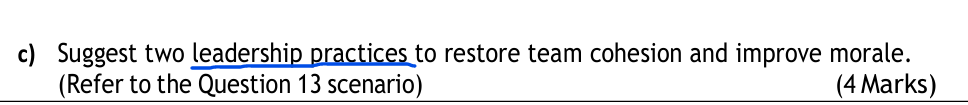 c) Suggest two leadership practices to restore team cohesion and improve morale.
(Refer to the Question 13 scenario) (4 Marks)